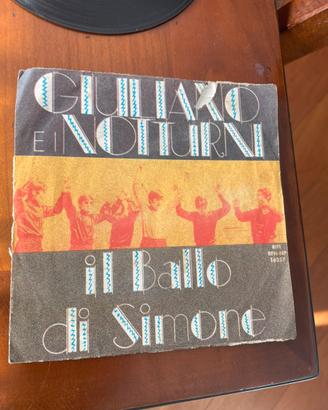 GIULIANO
E I NOTTURNI
il Ballo
di Simone